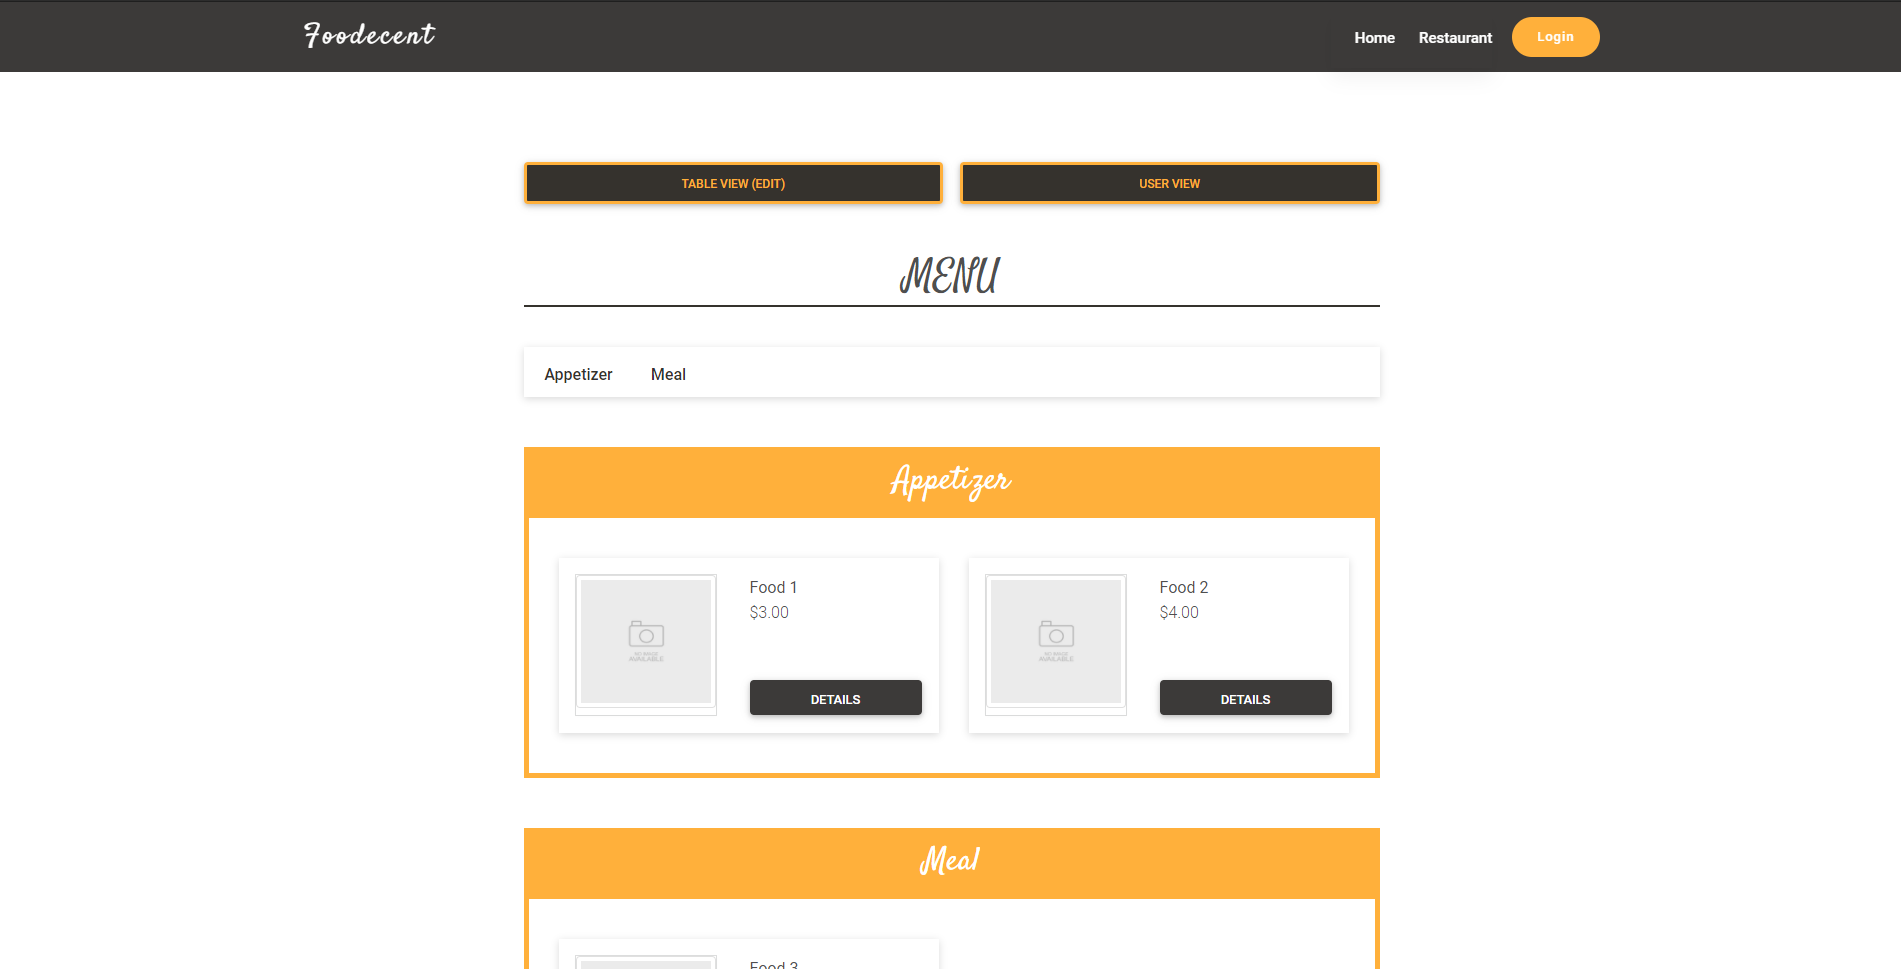 Foodecent
Home Restaurant Login
TABLE VIEW (EDIT) USER VIEW
MENU
Appetizer Meal
Appetizer
Food 1
$3.00
NO IMAGE
AVAILABLE
DETAILS
Food 2
$4.00
NO IMAGE
AVAILABLE
DETAILS
Meal
Food 3